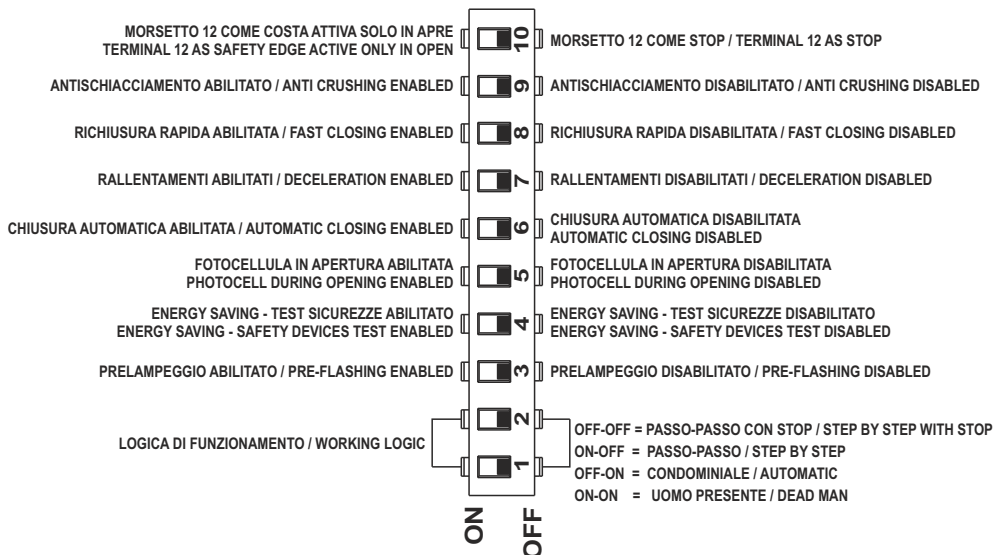 MORSETTO 12 COME COSTA ATTIVA SOLO IN APRE
TERMINAL 12 AS SAFETY EDGE ACTIVE ONLY IN OPEN
10
MORSETTO 12 COME STOP / TERMINAL 12 AS STOP
ANTISCHIACCIAMENTO ABILITATO / ANTI CRUSHING ENABLED
9
ANTISCHIACCIAMENTO DISABILITATO / ANTI CRUSHING DISABLED
RICHIUSURA RAPIDA ABILITATA / FAST CLOSING ENABLED
8
RICHIUSURA RAPIDA DISABILITATA / FAST CLOSING DISABLED
RALLENTAMENTI ABILITATI / DECELERATION ENABLED
7
RALLENTAMENTI DISABILITATI / DECELERATION DISABLED
CHIUSURA AUTOMATICA ABILITATA / AUTOMATIC CLOSING ENABLED
6
CHIUSURA AUTOMATICA DISABILITATA
AUTOMATIC CLOSING DISABLED
FOTOCELLULA IN APERTURA ABILITATA
PHOTOCELL DURING OPENING ENABLED
5
FOTOCELLULA IN APERTURA DISABILITATA
PHOTOCELL DURING OPENING DISABLED
ENERGY SAVING - TEST SICUREZZE ABILITATO
ENERGY SAVING - SAFETY DEVICES TEST ENABLED
4
ENERGY SAVING - TEST SICUREZZE DISABILITATO
ENERGY SAVING - SAFETY DEVICES TEST DISABLED
PRELAMPEGGIO ABILITATO / PRE-FLASHING ENABLED
3
PRELAMPEGGIO DISABILITATO / PRE-FLASHING DISABLED
LOGICA DI FUNZIONAMENTO / WORKING LOGIC
2
1
OFF-OFF = PASSO-PASSO CON STOP / STEP BY STEP WITH STOP
ON-OFF = PASSO-PASSO / STEP BY STEP
OFF-ON = CONDOMINIALE / AUTOMATIC
ON-ON = UOMO PRESENTE / DEAD MAN
ON
OFF